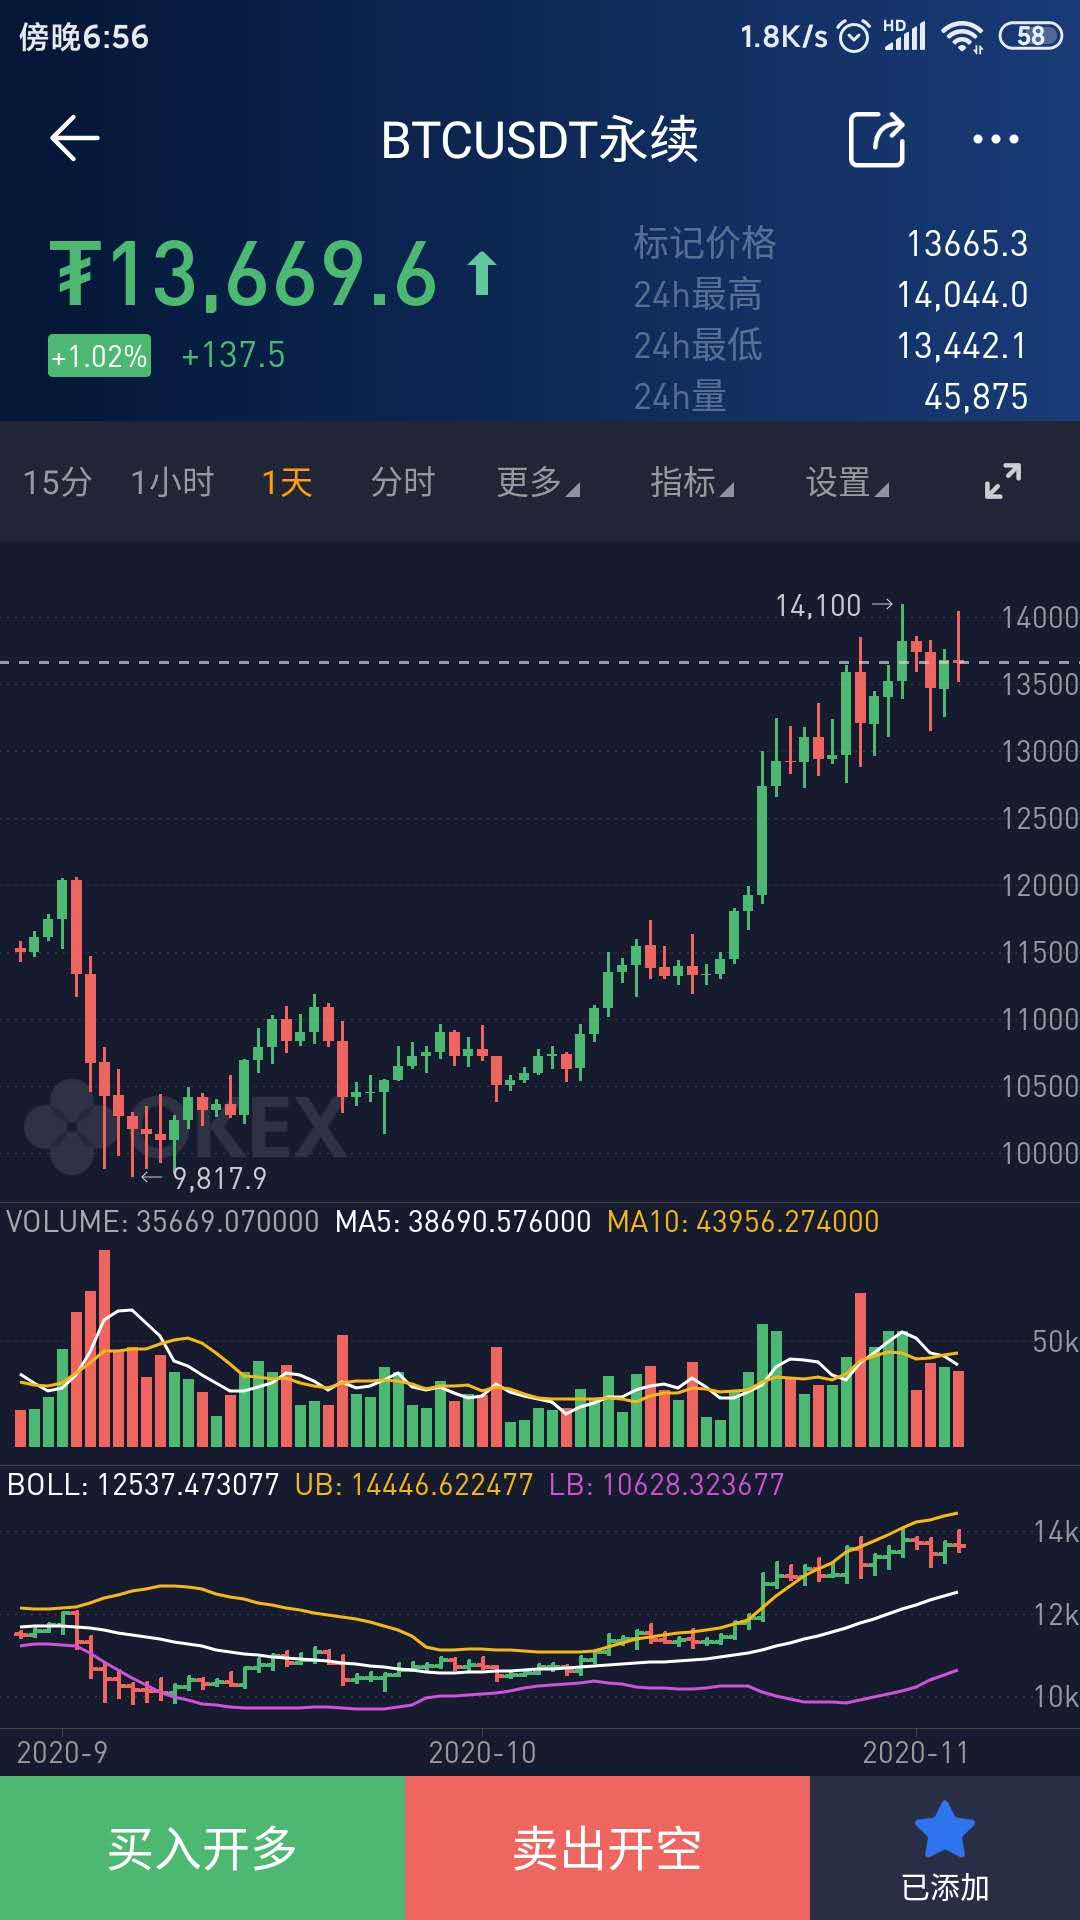 傍晚6:56 1.8K/s HD 58
BTCUSDT永续
₮13,669.6
+1.02% +137.5
标记价格 13665.3
24h最高 14,044.0
24h最低 13,442.1
24h量 45,875
15分 1小时 1天 分时 更多 指标 设置
14,100
14000
13500
13000
12500
12000
11500
11000
10500
10000
OKEX
9,817.9
VOLUME: 35669.070000 MA5: 38690.576000 MA10: 43956.274000
50k
BOLL: 12537.473077 UB: 14446.622477 LB: 10628.323677
14k
12k
10k
2020-9 2020-10 2020-11
买入开多 卖出开空 已添加